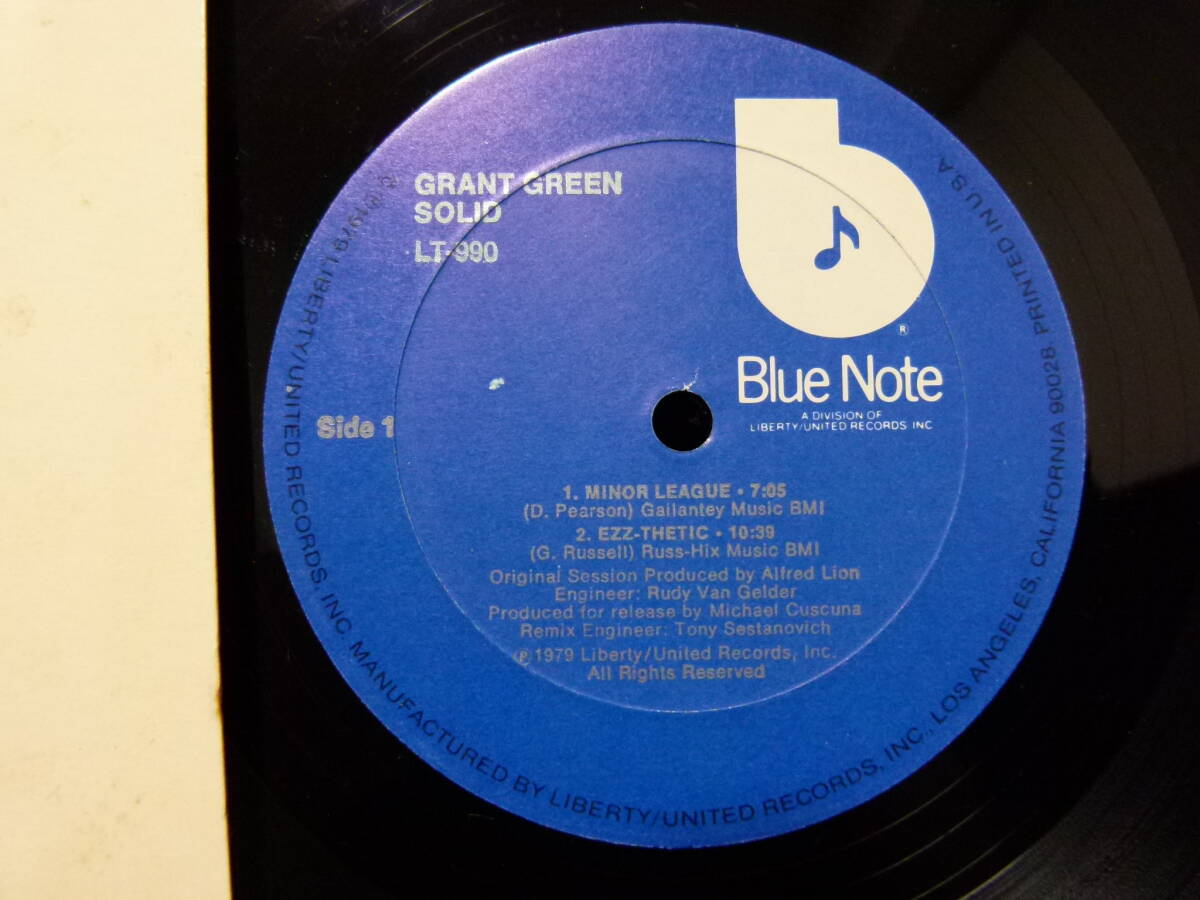 GRANT GREEN
SOLID
LT-990
®
Blue Note
A DIVISION OF
LIBERTY/UNITED RECORDS INC
Side 1
1. MINOR LEAGUE • 7:05
(D. Pearson) Gailantey Music BMI
2. EZZ-THETIC • 10:39
(G. Russell) Russ-Hix Music BMI
Original Session Produced by Alfred Lion
Engineer: Rudy Van Gelder
Produced for release by Michael Cuscuna
Remix Engineer: Tony Sestanovich
℗ 1979 Liberty/United Records, Inc.
All Rights Reserved
1979 LIBERTY/UNITED RECORDS, INC. MANUFACTURED BY LIBERTY/UNITED RECORDS, INC., LOS ANGELES, CALIFORNIA 90028 PRINTED IN U.S.A.